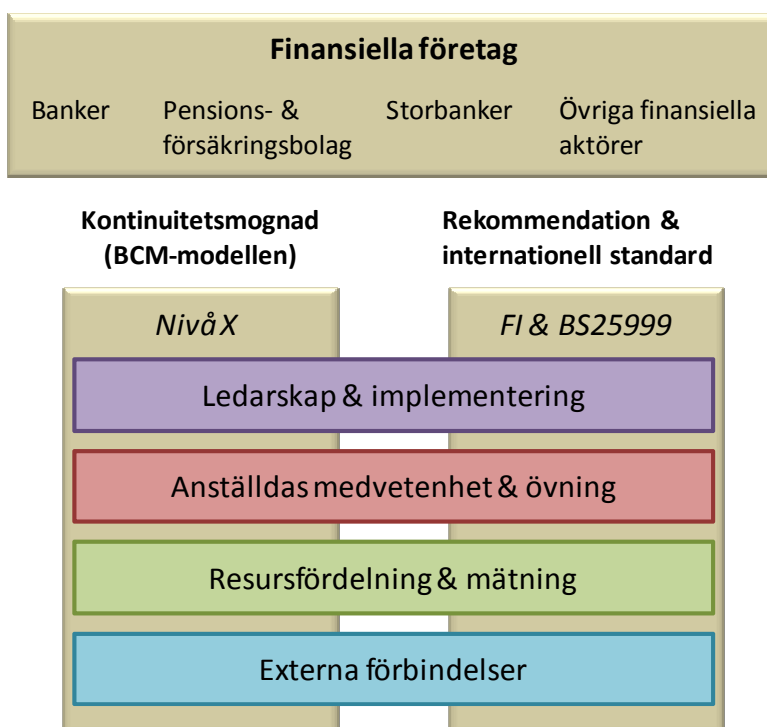 Finansiella företag
Banker
Pensions- &
försäkringsbolag
Storbanker
Övriga finansiella
aktörer
Kontinuitetsmognad
(BCM-modellen)
Rekommendation &
internationell standard
Nivå X
FI & BS25999
Ledarskap & implementering
Anställdas medvetenhet & övning
Resursfördelning & mätning
Externa förbindelser